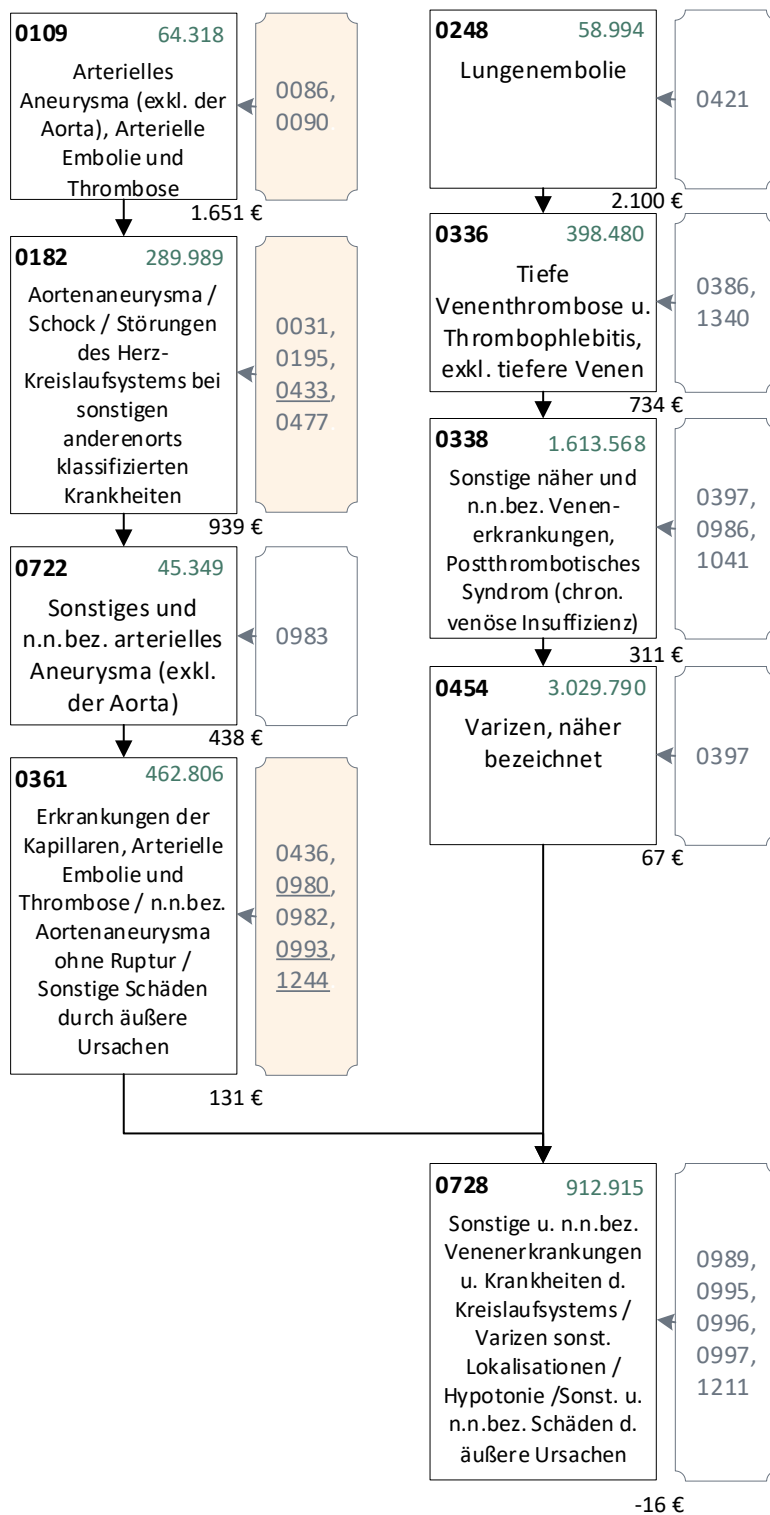 0109 64.318
Arterielles
Aneurysma (exkl. der
Aorta), Arterielle
Embolie und
Thrombose
0086,
0090
1.651 €
0182 289.989
Aortenaneurysma /
Schock / Störungen
des Herz-
Kreislaufsystems bei
sonstigen
anderenorts
klassifizierten
Krankheiten
0031,
0195,
0433,
0477
939 €
0722 45.349
Sonstiges und
n.n.bez. arterielles
Aneurysma (exkl.
der Aorta)
0983
438 €
0361 462.806
Erkrankungen der
Kapillaren, Arterielle
Embolie und
Thrombose / n.n.bez.
Aortenaneurysma
ohne Ruptur /
Sonstige Schäden
durch äußere
Ursachen
0436,
0980,
0982,
0993,
1244
131 €
0248 58.994
Lungenembolie
0421
2.100 €
0336 398.480
Tiefe
Venenthrombose u.
Thrombophlebitis,
exkl. tiefere Venen
0386,
1340
734 €
0338 1.613.568
Sonstige näher und
n.n.bez. Venen-
erkrankungen,
Postthrombotisches
Syndrom (chron.
venöse Insuffizienz)
0397,
0986,
1041
311 €
0454 3.029.790
Varizen, näher
bezeichnet
0397
67 €
0728 912.915
Sonstige u. n.n.bez.
Venenerkrankungen
u. Krankheiten d.
Kreislaufsystems /
Varizen sonst.
Lokalisationen /
Hypotonie /Sonst. u.
n.n.bez. Schäden d.
äußere Ursachen
0989,
0995,
0996,
0997,
1211
-16 €